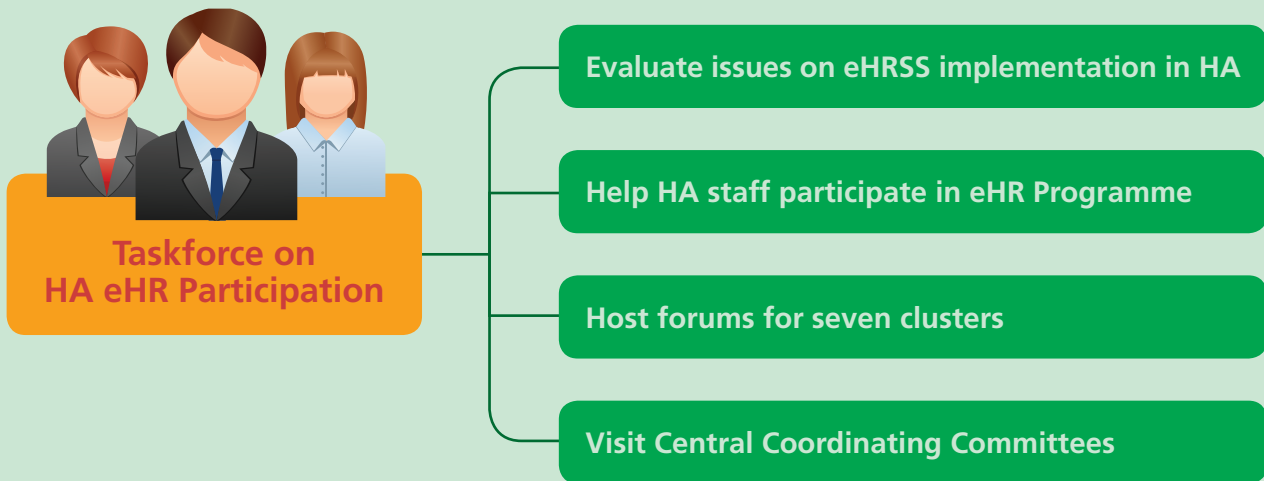 Taskforce on
HA eHR Participation
Evaluate issues on eHRSS implementation in HA
Help HA staff participate in eHR Programme
Host forums for seven clusters
Visit Central Coordinating Committees